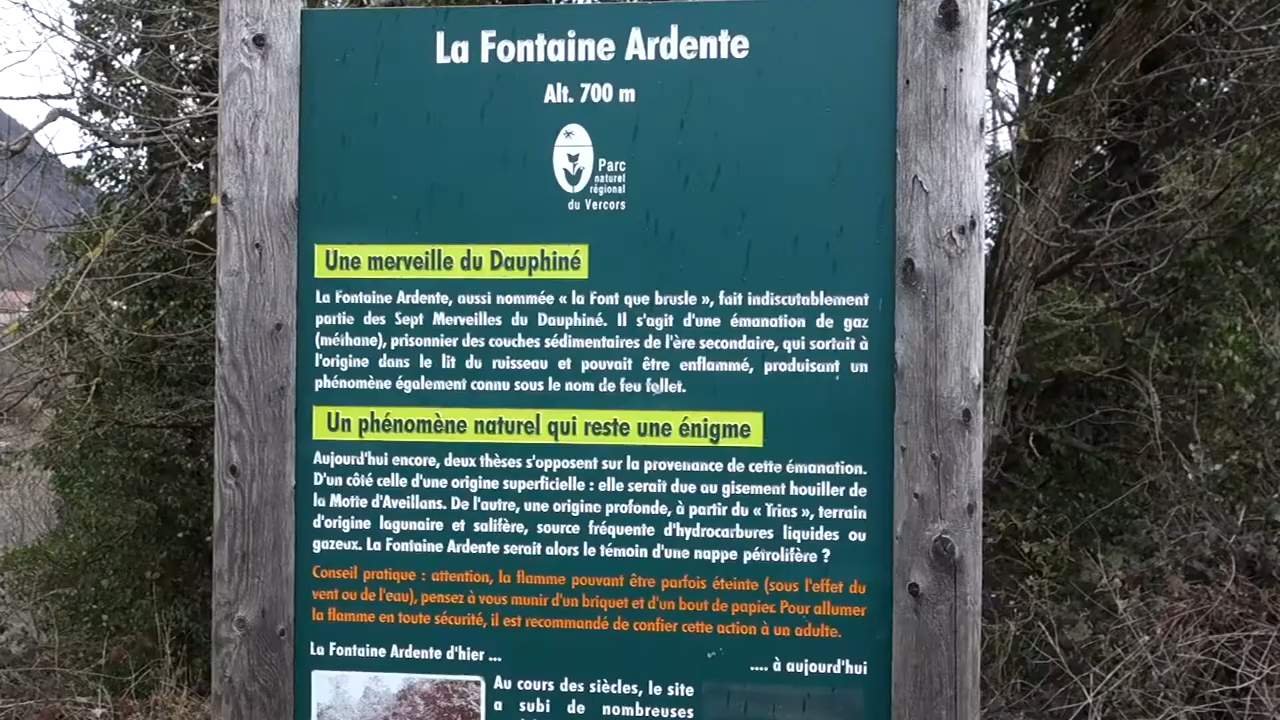 La Fontaine Ardente
Alt. 700 m
Parc
naturel
régional
du Vercors
Une merveille du Dauphiné
La Fontaine Ardente, aussi nommée « la Font que brusle », fait indiscutablement
partie des Sept Merveilles du Dauphiné. Il s'agit d'une émanation de gaz
(méthane), prisonnier des couches sédimentaires de l'ère secondaire, qui sortait à
l'origine dans le lit du ruisseau et pouvait être enflammé, produisant un
phénomène également connu sous le nom de feu follet.
Un phénomène naturel qui reste une énigme
Aujourd'hui encore, deux thèses s'opposent sur la provenance de cette émanation.
D'un côté celle d'une origine superficielle : elle serait due au gisement houiller de
la Motte d'Aveillans. De l'autre, une origine profonde, à partir du « Trias », terrain
d'origine lagunaire et salifère, source fréquente d'hydrocarbures liquides ou
gazeux. La Fontaine Ardente serait alors le témoin d'une nappe pétrolifère ?
Conseil pratique : attention, la flamme pouvant être parfois éteinte (sous l'effet du
vent ou de l'eau), pensez à vous munir d'un briquet et d'un bout de papier. Pour allumer
la flamme en toute sécurité, il est recommandé de confier cette action à un adulte.
La Fontaine Ardente d'hier ...
.... à aujourd'hui
Au cours des siècles, le site
a subi de nombreuses